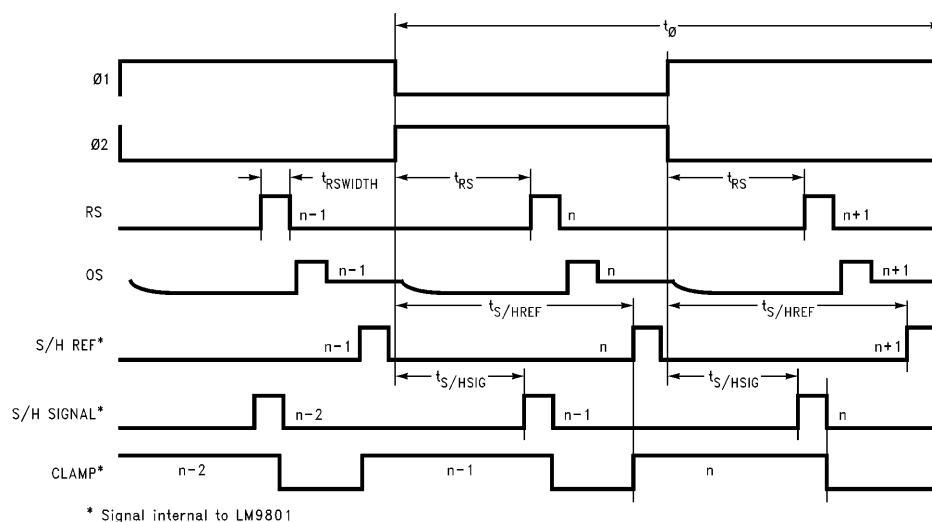 tØ
Ø1
Ø2
tRSWIDTH
tRS
tRS
RS
n-1
n
n+1
OS
n-1
n
n+1
tS/HREF
tS/HREF
S/H REF*
n-1
n
n+1
tS/HSIG
tS/HSIG
S/H SIGNAL*
n-2
n-1
n
CLAMP*
n-2
n-1
n
* Signal internal to LM9801